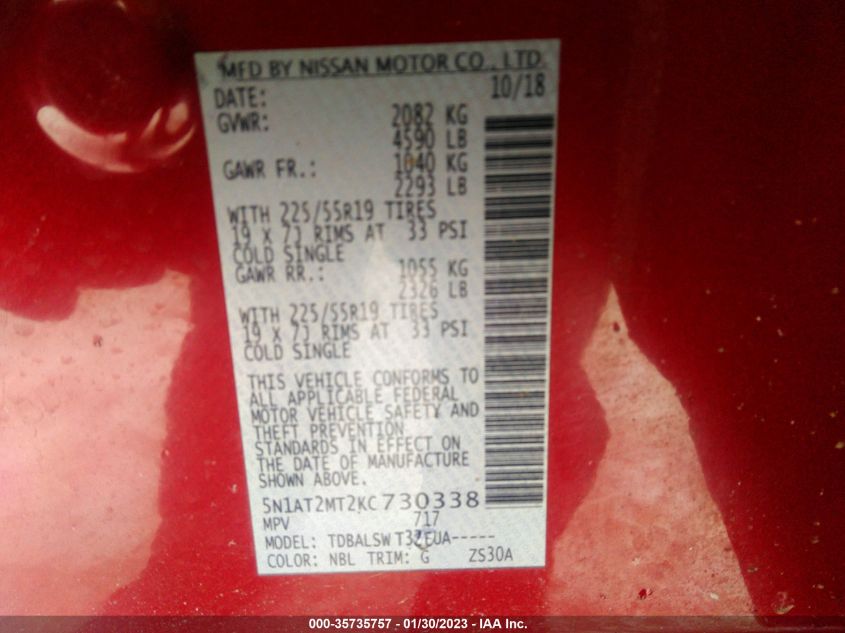 MFD BY NISSAN MOTOR CO., LTD
DATE: 10/18
GVWR: 2082 KG
4590 LB
GAWR FR.: 1040 KG
2293 LB
WITH 225/55R19 TIRES
19 X 7J RIMS AT 33 PSI
COLD SINGLE
GAWR RR.: 1055 KG
2326 LB
WITH 225/55R19 TIRES
19 X 7J RIMS AT 33 PSI
COLD SINGLE
THIS VEHICLE CONFORMS TO
ALL APPLICABLE FEDERAL
MOTOR VEHICLE SAFETY AND
THEFT PREVENTION
STANDARDS IN EFFECT ON
THE DATE OF MANUFACTURE
SHOWN ABOVE.
5N1AT2MT2KC730338
MPV 717
MODEL: TDBALSWT32EUA-----
COLOR: NBL TRIM: G ZS30A
000-35735757 - 01/30/2023 - IAA Inc.